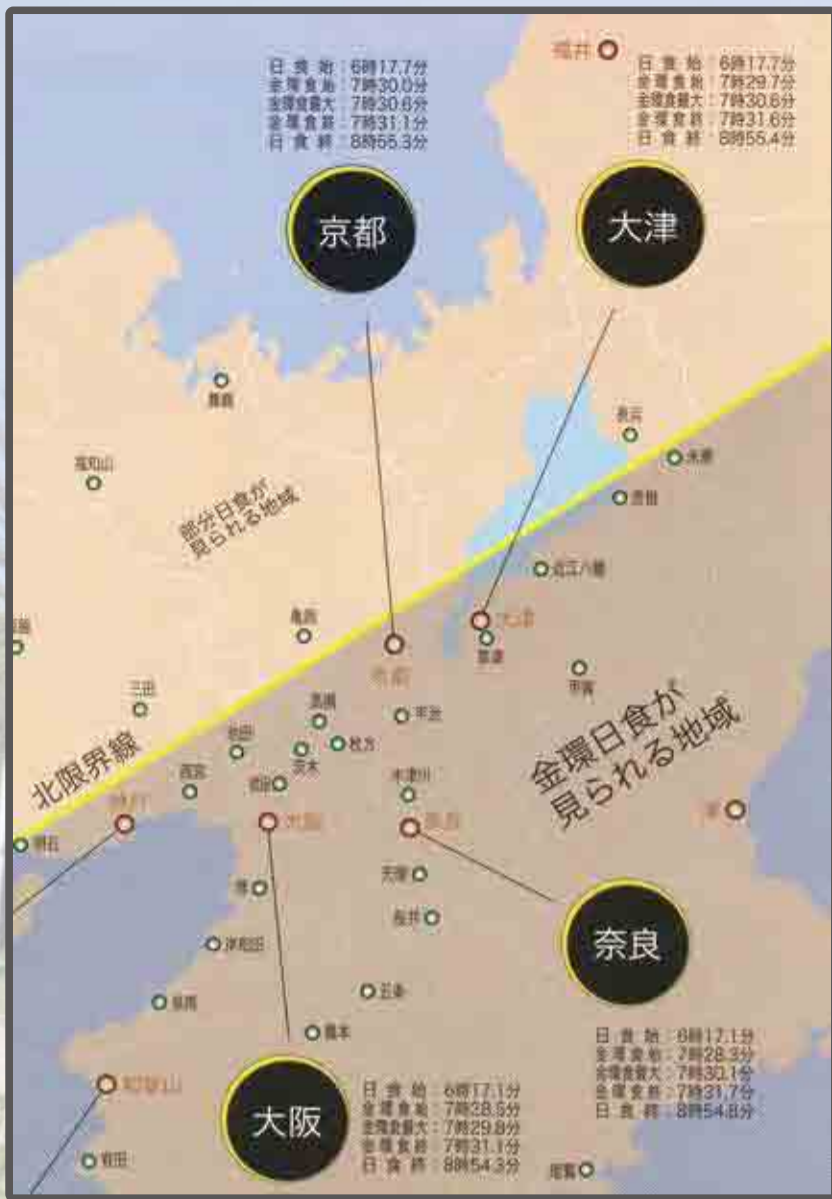 福井
日食始：6時17.7分
金環食始：7時30.0分
金環食最大：7時30.6分
金環食終：7時31.1分
日食終：8時55.3分
日食始：6時17.7分
金環食始：7時29.7分
金環食最大：7時30.6分
金環食終：7時31.6分
日食終：8時55.4分
京都
大津
舞鶴
福知山
長浜
米原
彦根
部分日食が
見られる地域
近江八幡
亀岡
大津
草津
京都
甲賀
三田
高槻
宇治
池田
茨木
枚方
金環日食が
見られる地域
北限界線
西宮
吹田
木津川
神戸
大阪
奈良
津
明石
天理
堺
桜井
岸和田
奈良
五条
泉南
橋本
日食始：6時17.1分
金環食始：7時28.3分
金環食最大：7時30.1分
金環食終：7時31.7分
日食終：8時54.8分
和歌山
大阪
日食始：6時17.1分
金環食始：7時28.5分
金環食最大：7時29.8分
金環食終：7時31.1分
日食終：8時54.3分
有田
尾鷲